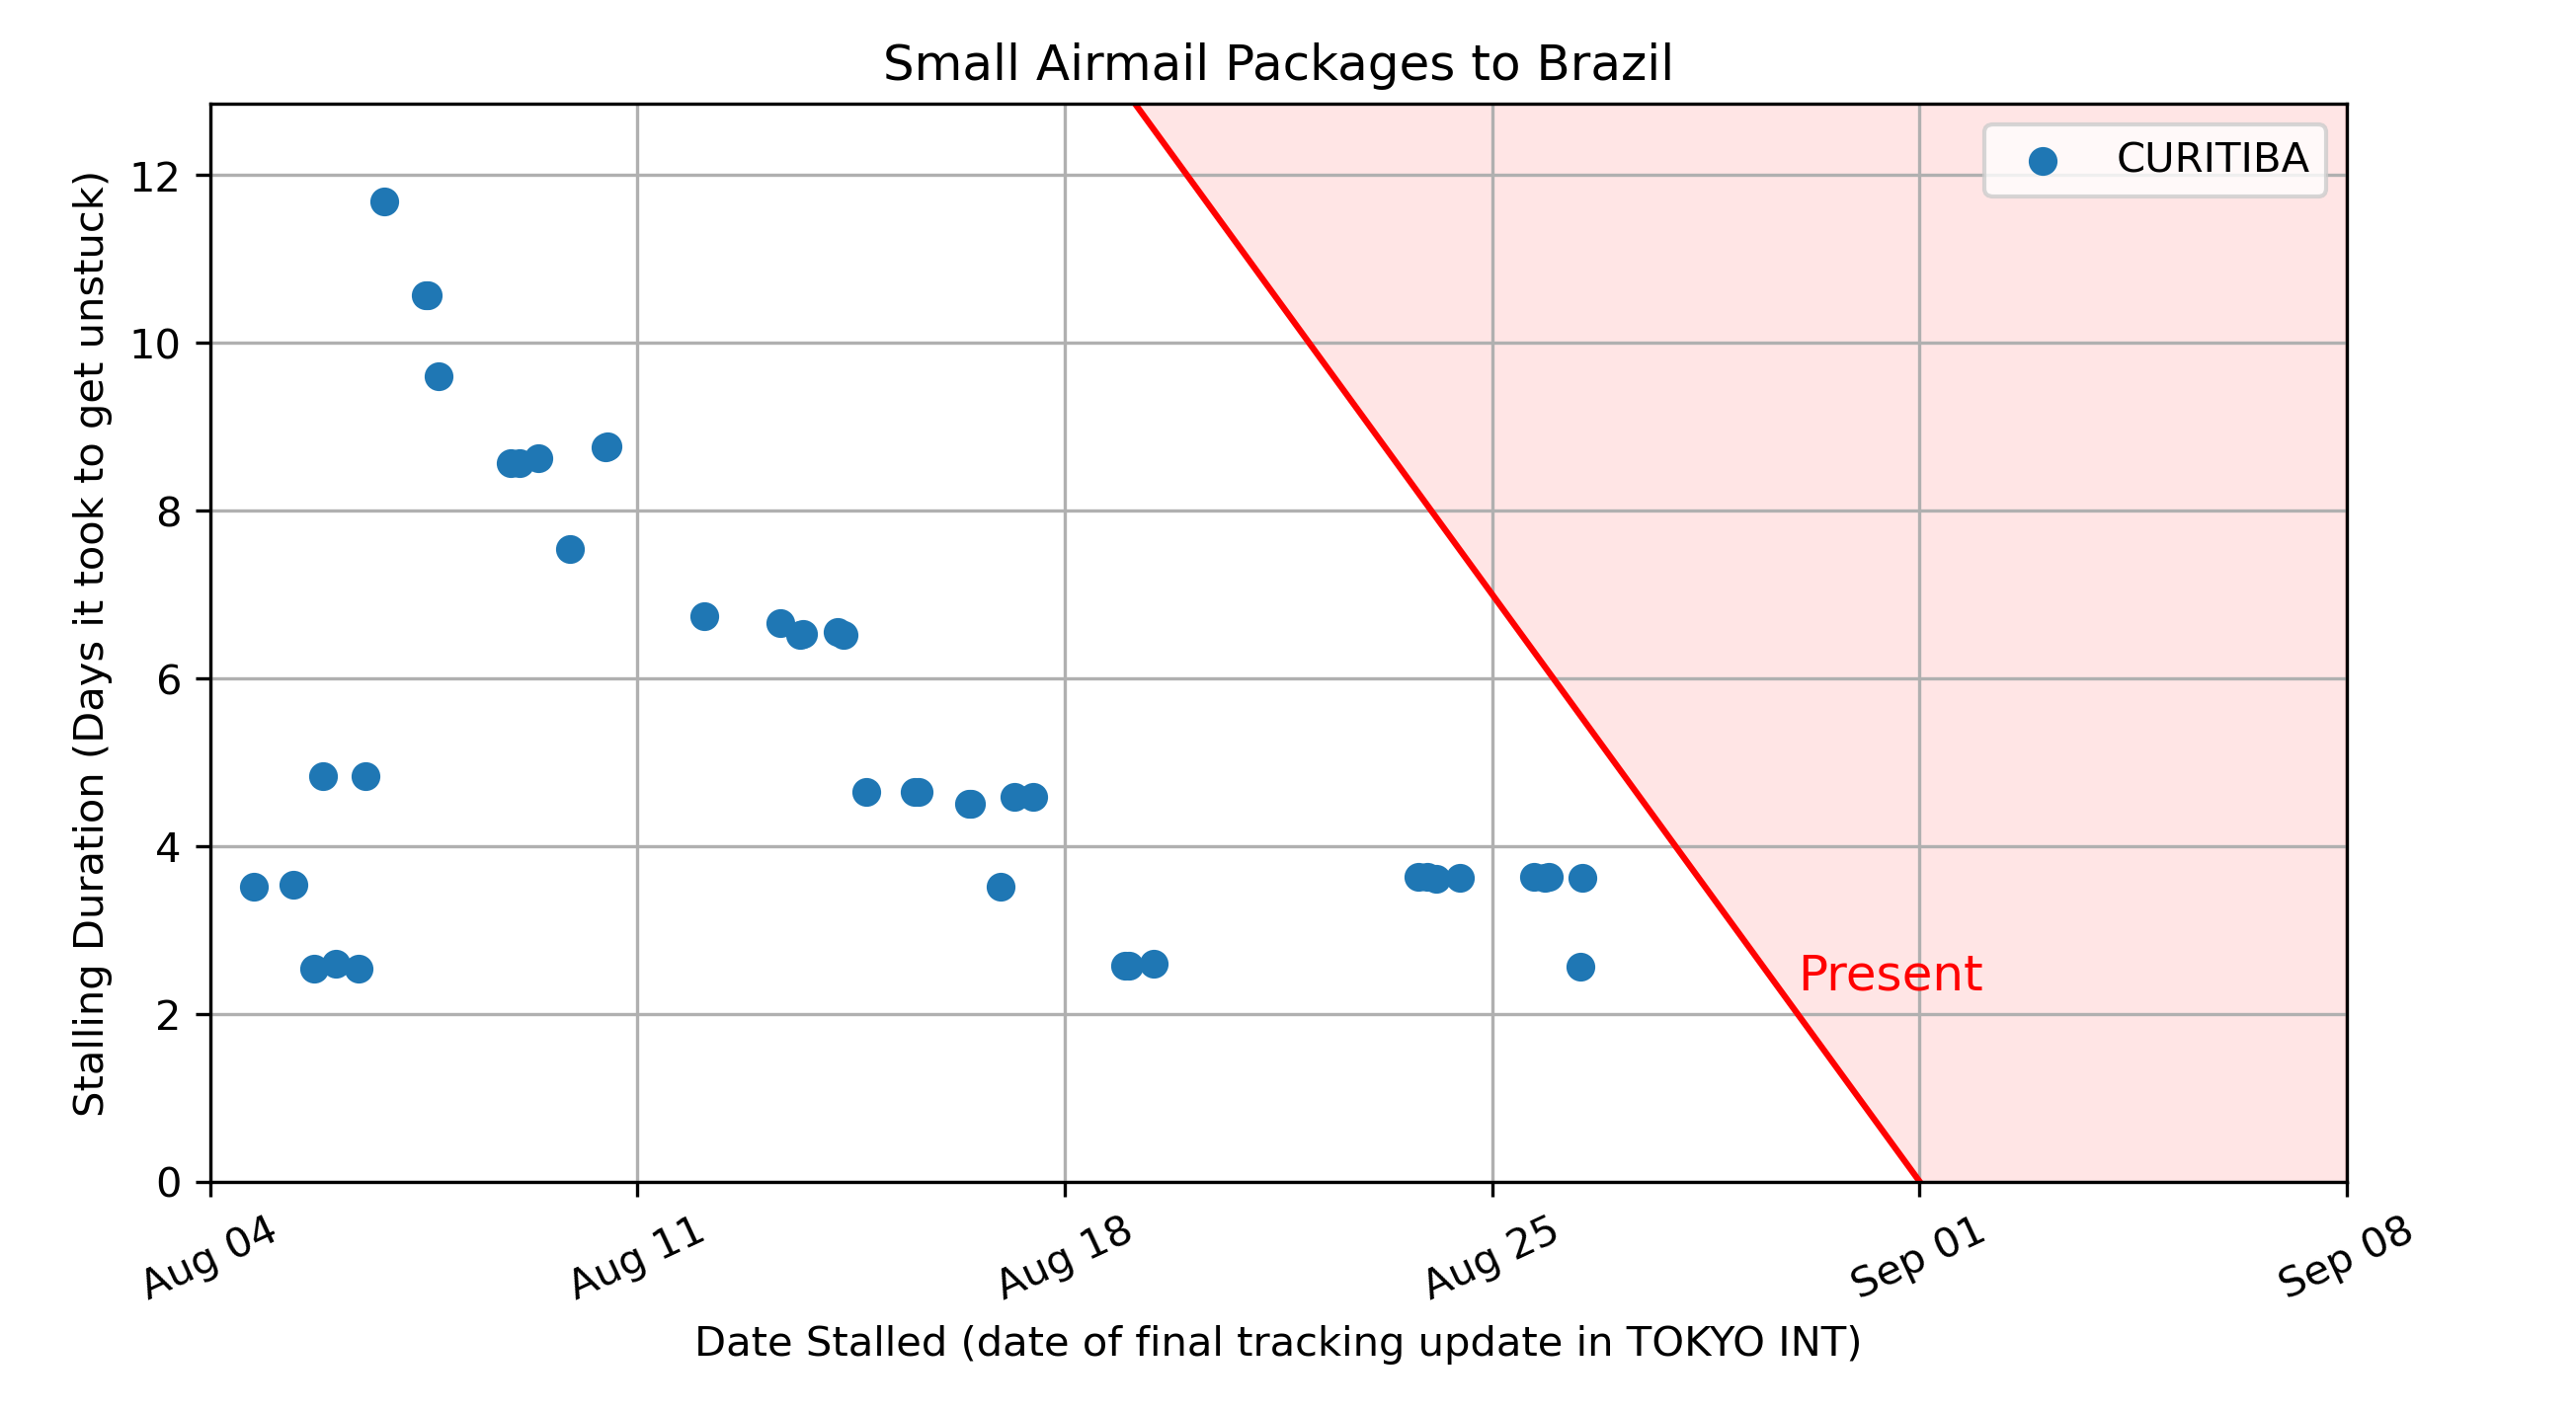 Small Airmail Packages to Brazil
CURITIBA
Stalling Duration (Days it took to get unstuck)
12
10
8
6
4
2
0
Present
Aug 04
Aug 11
Aug 18
Aug 25
Sep 01
Sep 08
Date Stalled (date of final tracking update in TOKYO INT)